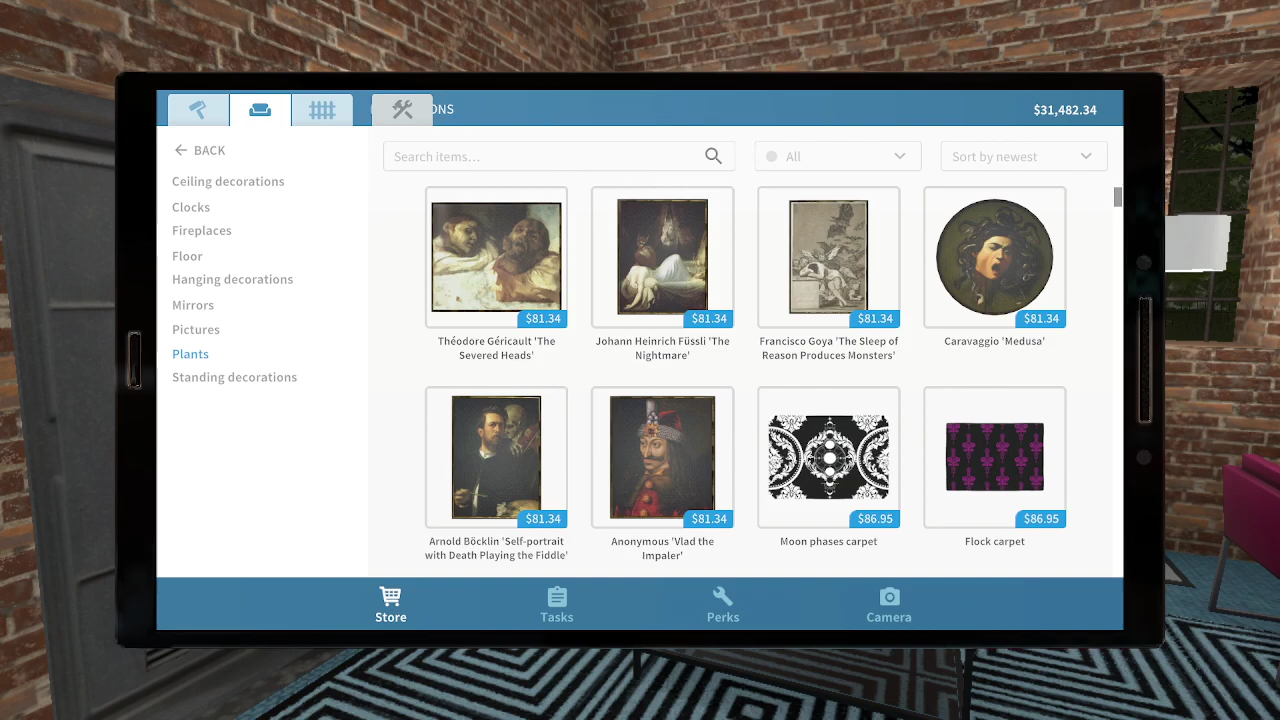 ONS
$31,482.34
BACK
Ceiling decorations
Clocks
Fireplaces
Floor
Hanging decorations
Mirrors
Pictures
Plants
Standing decorations
Search items...
All
Sort by newest
$81.34
$81.34
$81.34
$81.34
Théodore Géricault 'The
Severed Heads'
Johann Heinrich Füssli 'The
Nightmare'
Francisco Goya 'The Sleep of
Reason Produces Monsters'
Caravaggio 'Medusa'
$81.34
$81.34
$86.95
$86.95
Arnold Böcklin 'Self-portrait
with Death Playing the Fiddle'
Anonymous 'Vlad the
Impaler'
Moon phases carpet
Flock carpet
Store
Tasks
Perks
Camera